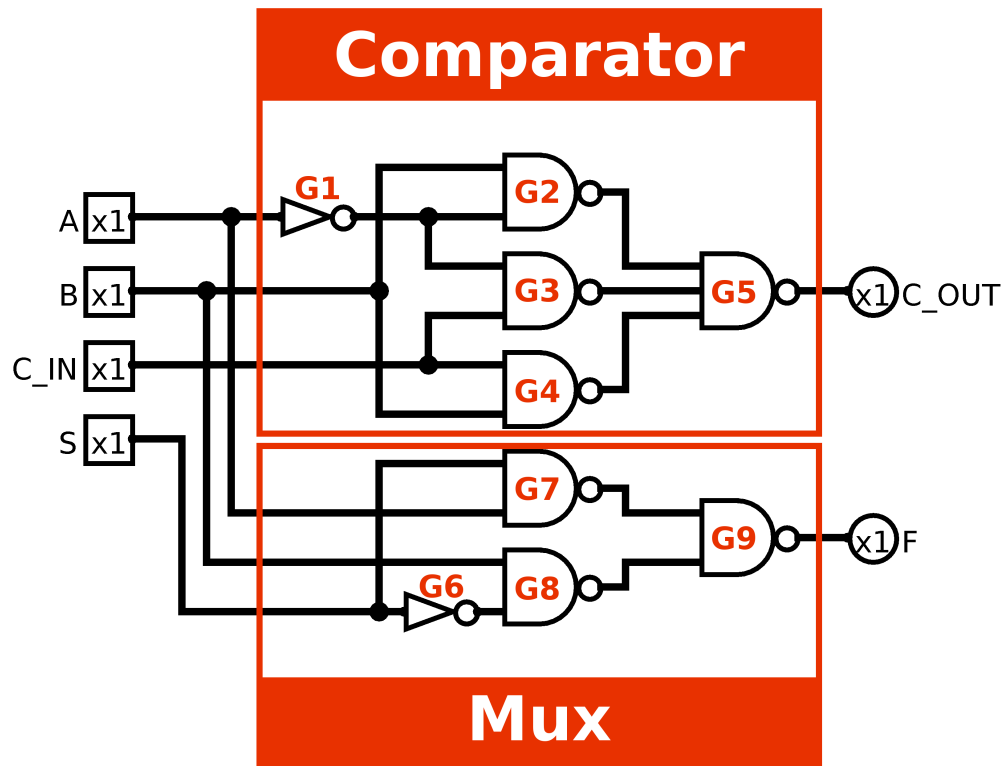 Comparator
G1
G2
A x1
G3
B x1
G5
x1 C_OUT
C_IN x1
G4
S x1
G7
G9
x1 F
G6
G8
Mux